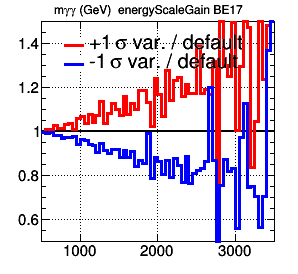 mγγ (GeV)  energyScaleGain BE17
+1 σ var. / default
-1 σ var. / default
1.4
1.2
1
0.8
0.6
1000 2000 3000